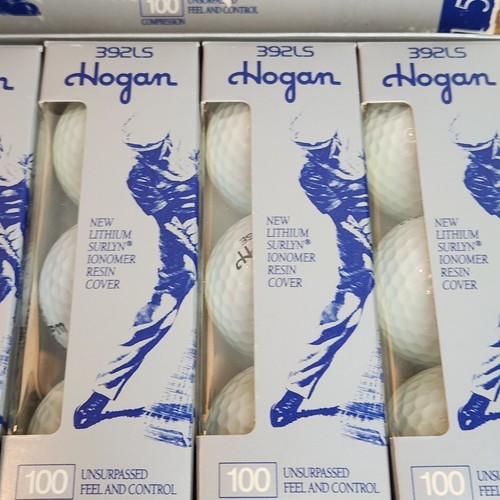 100
COMPRESSION
FEEL AND CONTROL
15
392LS
Hogan
NEW
LITHIUM
SURLYN®
IONOMER
RESIN
COVER
100
UNSURPASSED
FEEL AND CONTROL
392LS
Hogan
NEW
LITHIUM
SURLYN®
IONOMER
RESIN
COVER
100
UNSURPASSED
FEEL AND CONTROL
392LS
Hogan
NEW
LITHIUM
SURLYN®
IONOMER
RESIN
COVER
100
UNSURPASSED
FEEL AND CONTROL